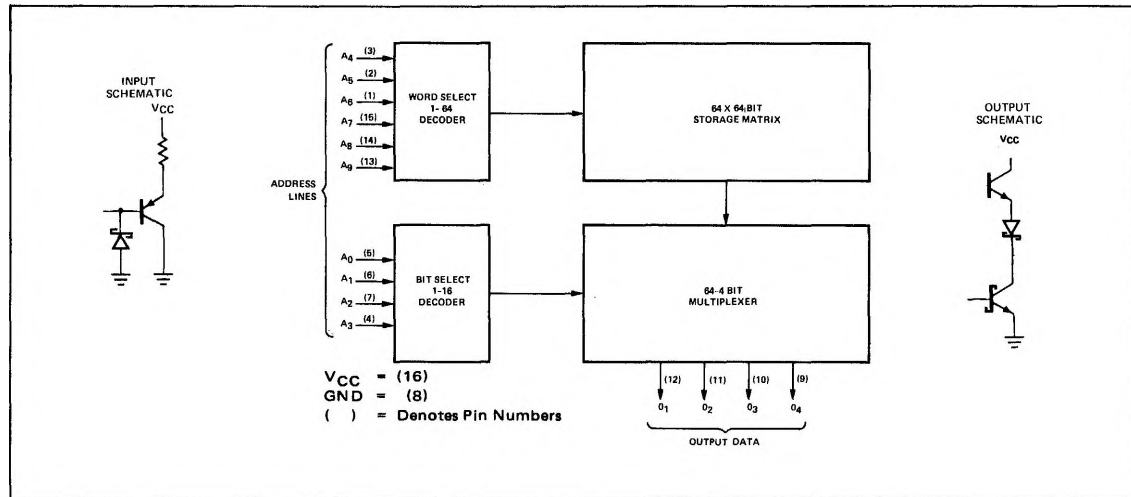 INPUT
SCHEMATIC
VCC
ADDRESS
LINES
A4 (3)
A5 (2)
A6 (1)
A7 (15)
A8 (14)
A9 (13)
WORD SELECT
1- 64
DECODER
64 X 64 BIT
STORAGE MATRIX
A0 (5)
A1 (6)
A2 (7)
A3 (4)
BIT SELECT
1-16
DECODER
64-4 BIT
MULTIPLEXER
VCC = (16)
GND = (8)
( ) = Denotes Pin Numbers
(12) (11) (10) (9)
O1 O2 O3 O4
OUTPUT DATA
OUTPUT
SCHEMATIC
VCC